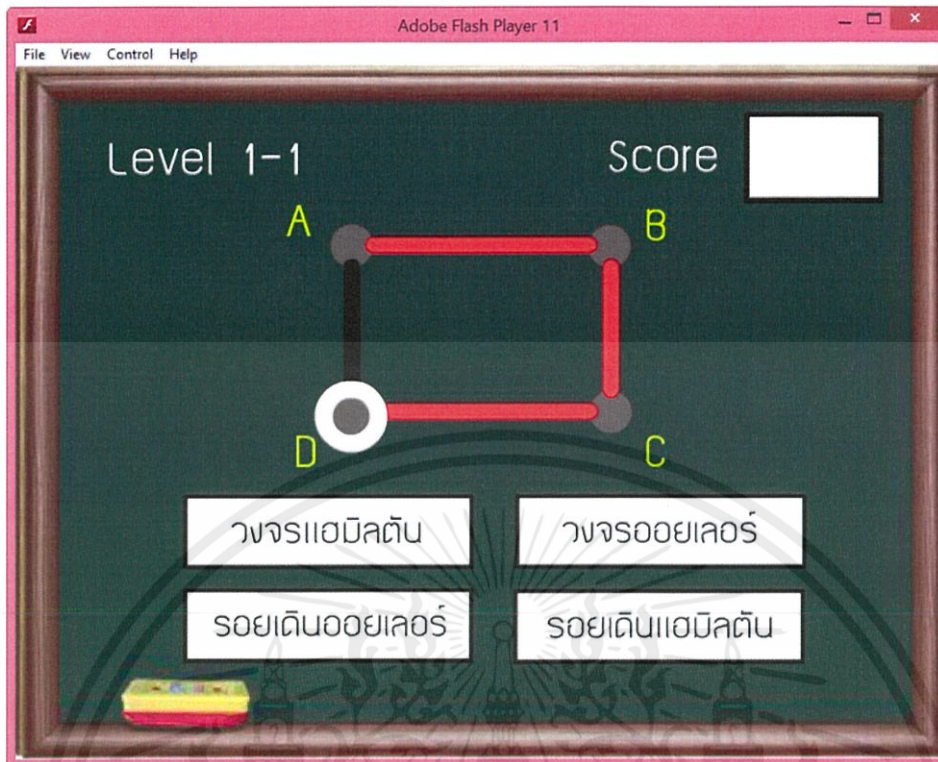 Adobe Flash Player 11
File View Control Help
Level 1-1
Score
A
B
D
C
วงจรแฮมิลตัน
วงจรออยเลอร์
รอยเดินออยเลอร์
รอยเดินแฮมิลตัน